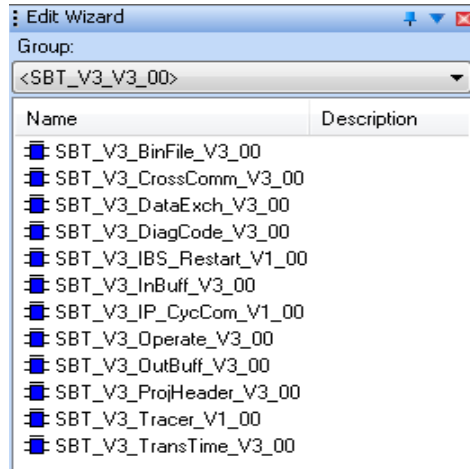 Edit Wizard
Group:
<SBT_V3_V3_00>
Name Description
SBT_V3_BinFile_V3_00
SBT_V3_CrossComm_V3_00
SBT_V3_DataExch_V3_00
SBT_V3_DiagCode_V3_00
SBT_V3_IBS_Restart_V1_00
SBT_V3_InBuff_V3_00
SBT_V3_IP_CycCom_V1_00
SBT_V3_Operate_V3_00
SBT_V3_OutBuff_V3_00
SBT_V3_ProjHeader_V3_00
SBT_V3_Tracer_V1_00
SBT_V3_TransTime_V3_00